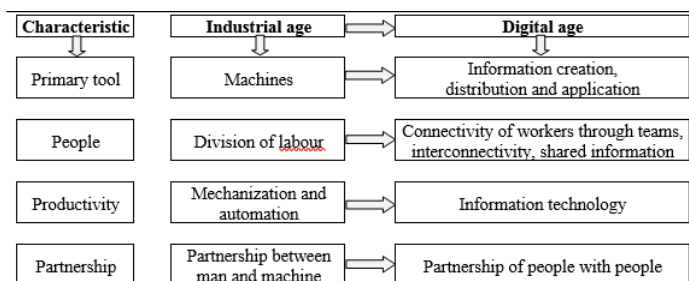 Characteristic Industrial age Digital age
Primary tool
Machines
Information creation,
distribution and application
People
Division of labour
Connectivity of workers through teams,
interconnectivity, shared information
Productivity
Mechanization and
automation
Information technology
Partnership
Partnership between
man and machine
Partnership of people with people